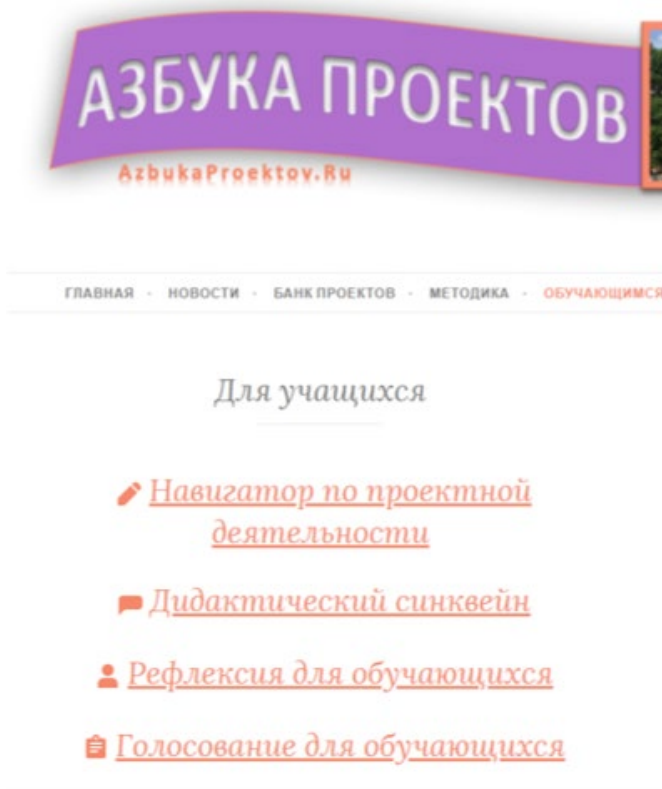 АЗБУКА ПРОЕКТОВ
AzbukaProektov.Ru
ГЛАВНАЯ - НОВОСТИ - БАНК ПРОЕКТОВ - МЕТОДИКА - ОБУЧАЮЩИМСЯ
Для учащихся
Навигатор по проектной
деятельности
Дидактический синквейн
Рефлексия для обучающихся
Голосование для обучающихся